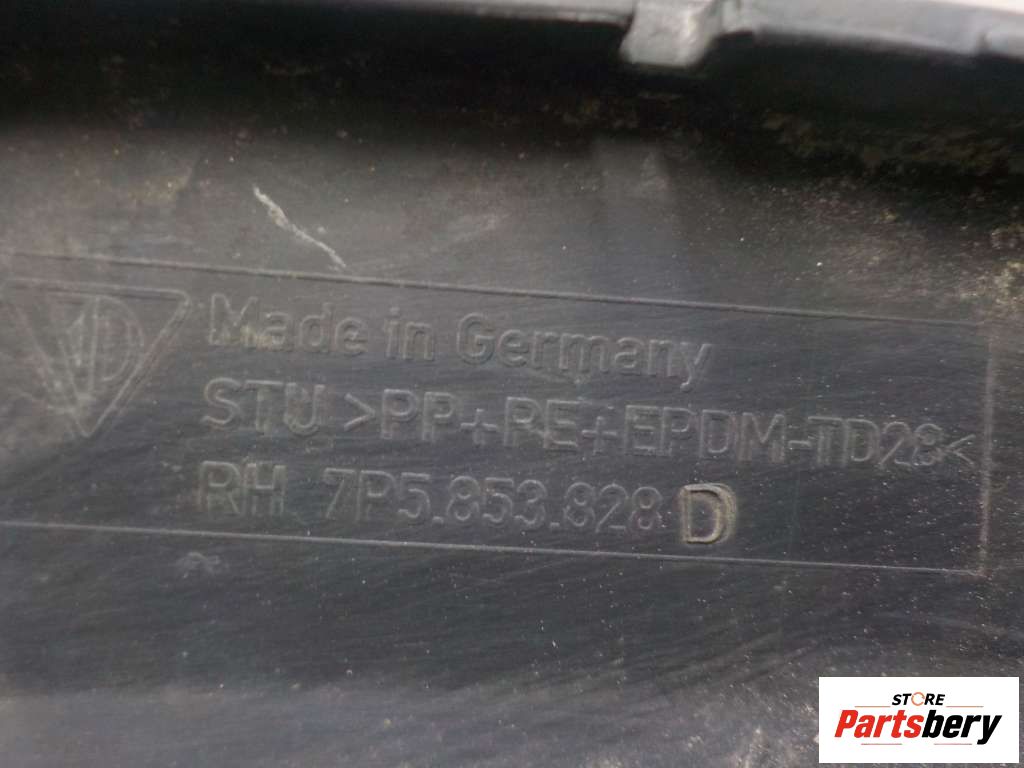 Made in Germany
STU >PP+PE+EPDM-TD28<
RH 7P5.853.828 D
STORE
Partsbery